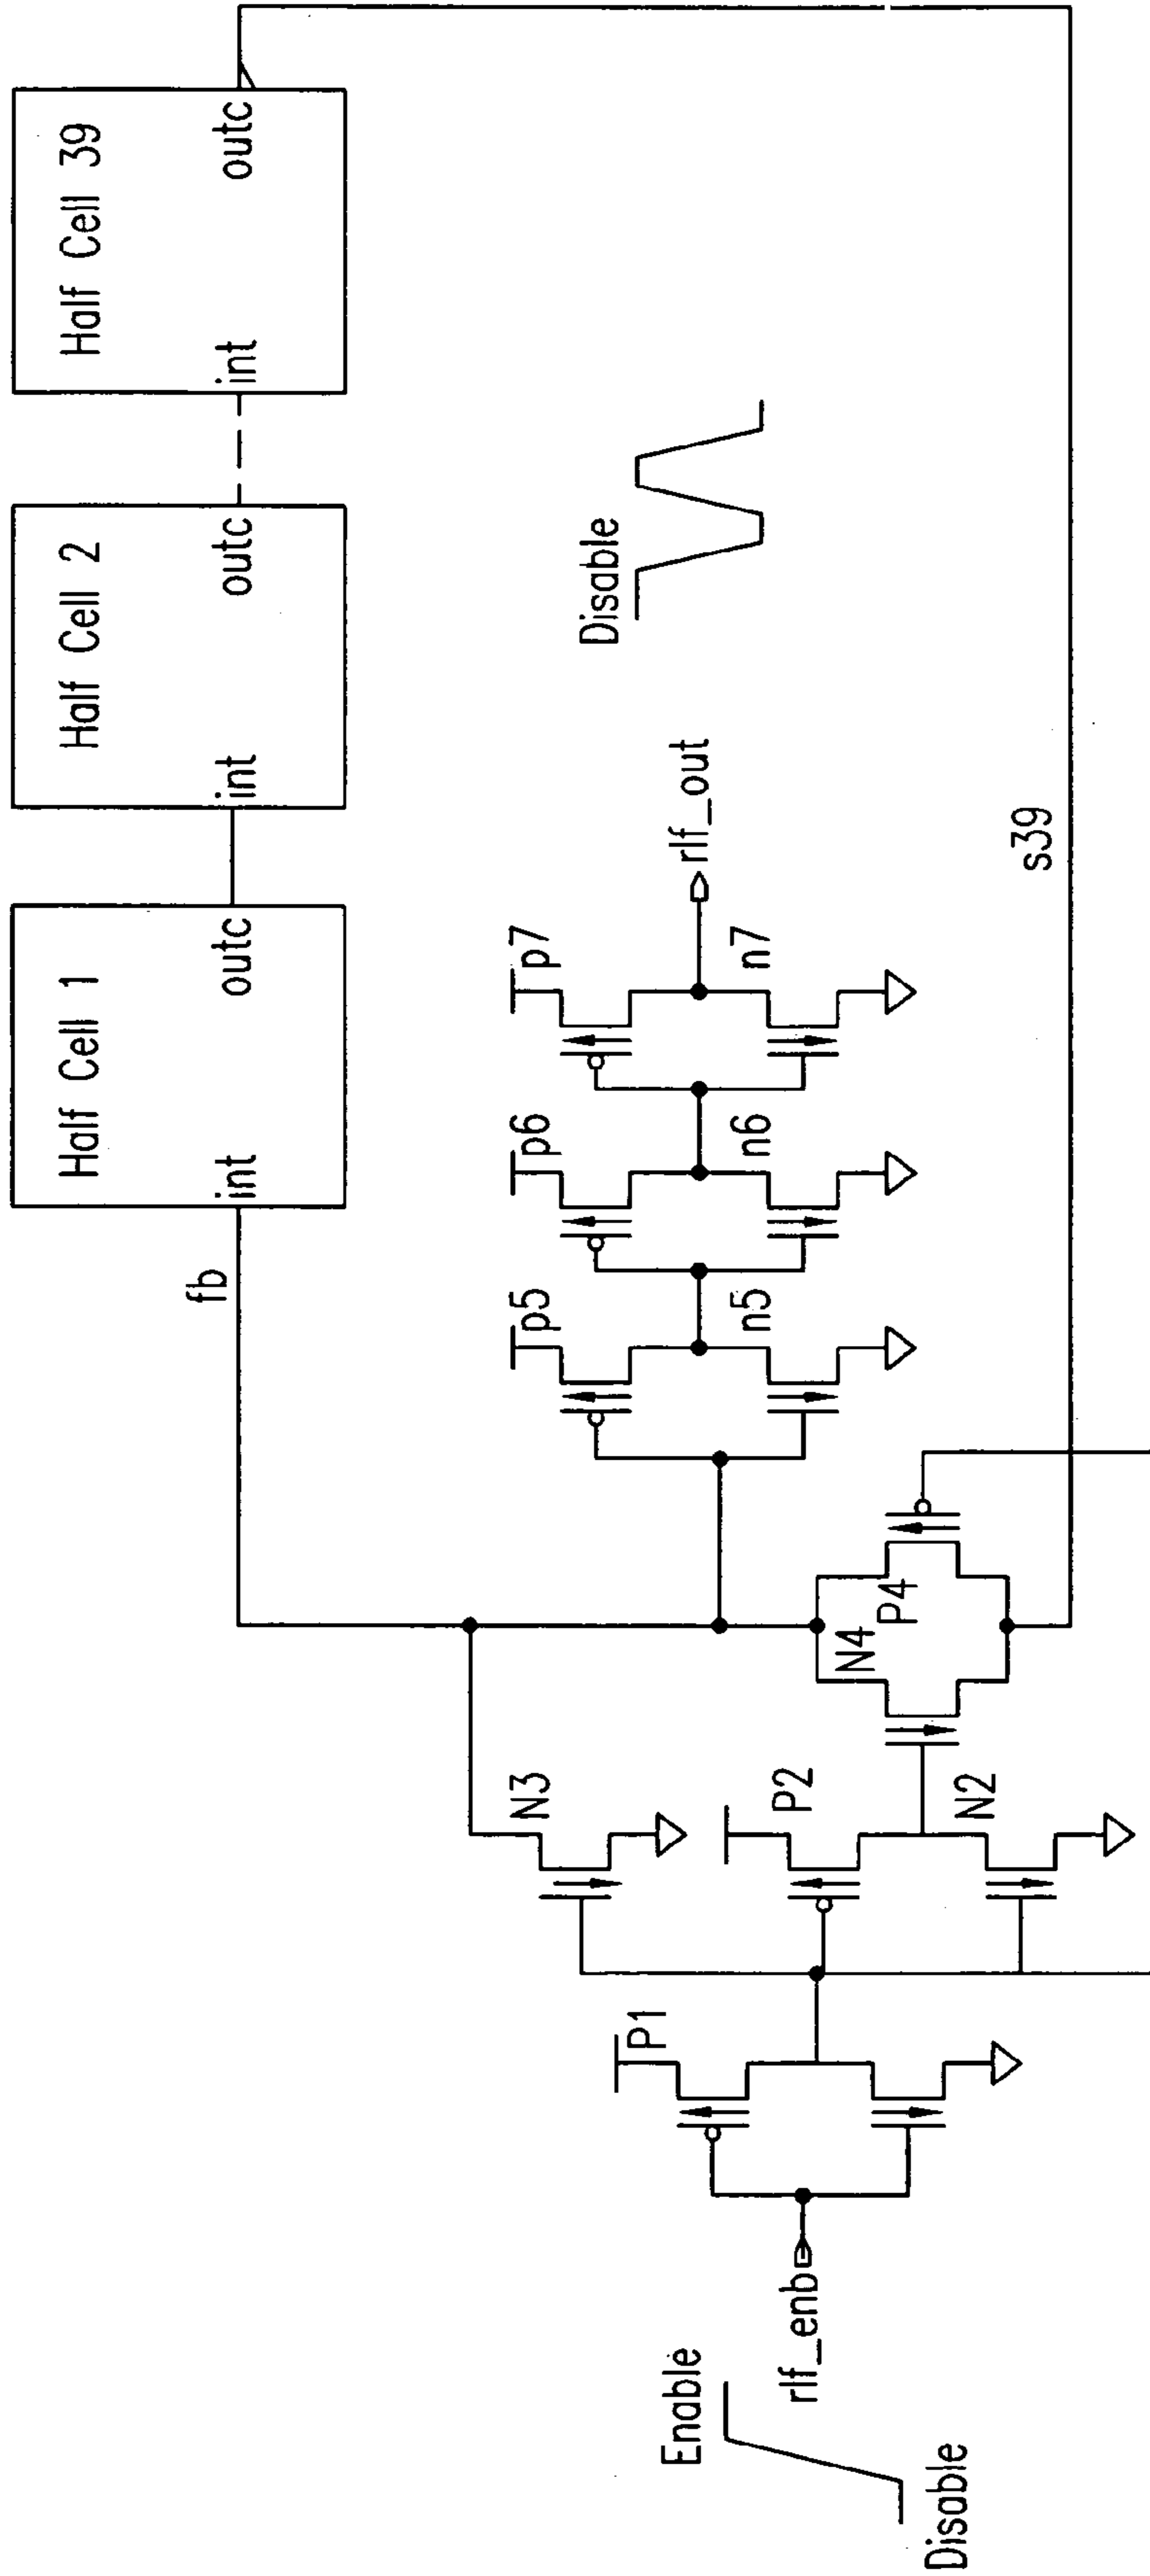 Half Cell 1
int
outc
Half Cell 2
int
outc
Half Cell 39
int
outc
fb
p5
p6
p7
n5
n6
n7
rlf_out
Disable
s39
N3
P2
N2
N4
P4
P1
Enable
rlf_enb
Disable